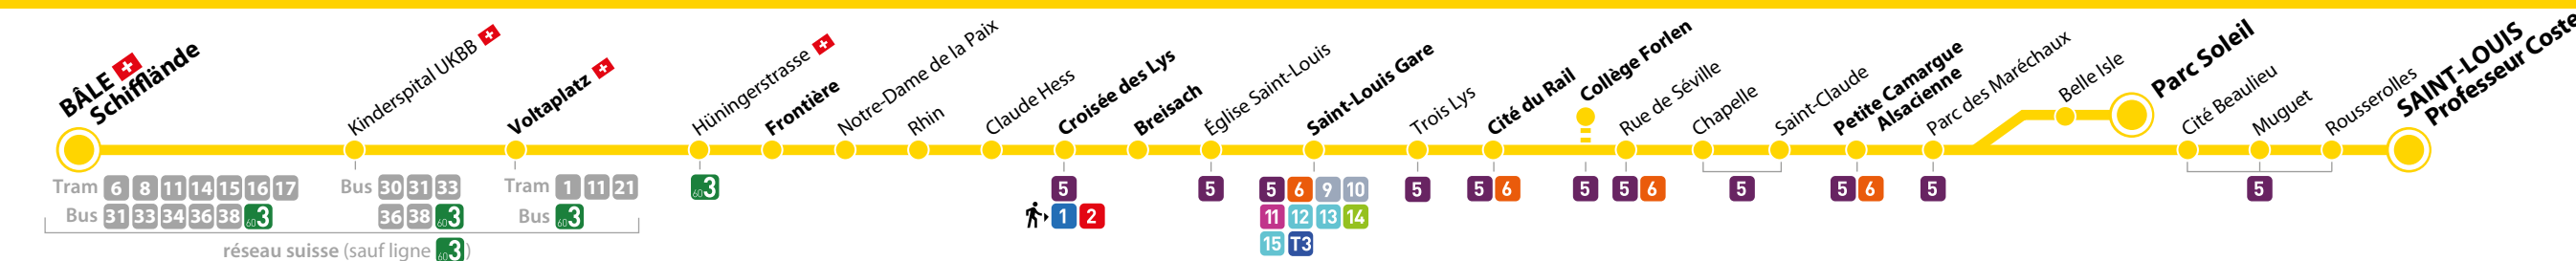 BÂLE
Schifflände
Kinderspital UKBB
Voltaplatz
Hüningerstrasse
Frontière
Notre-Dame de la Paix
Rhin
Claude Hess
Croisée des Lys
Breisach
Église Saint-Louis
Saint-Louis Gare
Trois Lys
Cité du Rail
Collège Forlen
Rue de Séville
Chapelle
Saint-Claude
Petite Camargue
Alsacienne
Parc des Maréchaux
Belle Isle
Parc Soleil
Cité Beaulieu
Muguet
Rousserolles
SAINT-LOUIS
Professeur Coste
Tram 6 8 11 14 15 16 17
Bus 31 33 34 36 38 603
Bus 30 31 33
36 38 603
Tram 1 11 21
Bus 603
réseau suisse (sauf ligne 603)
603
5
1 2
5
5 6 9 10
11 12 13 14
15 T3
5
5 6
5
5 6
5
5 6
5
5